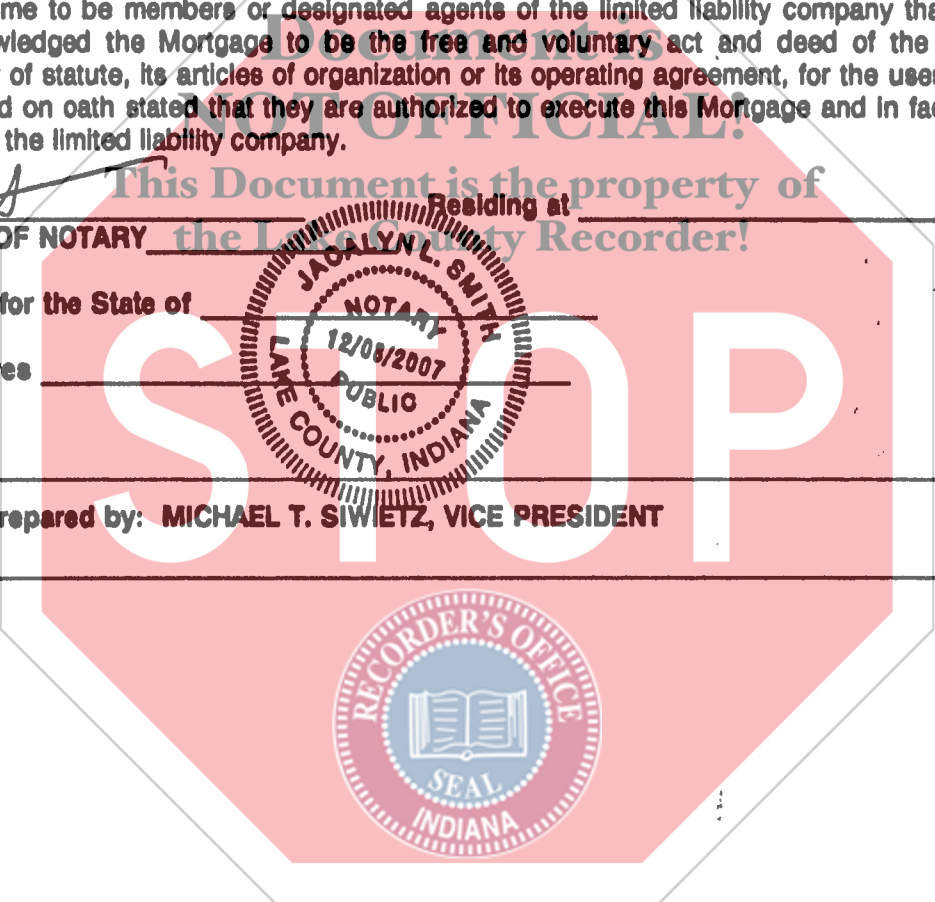 me to be members or designated agents of the limited liability company tha
wledged the Mortgage to be the free and voluntary act and deed of the
of statute, its articles of organization or its operating agreement, for the use
d on oath stated that they are authorized to execute this Mortgage and in fa
the limited liability company.
Document is
NOT OFFICIAL!
This Document is the property of
the Lake County Recorder!
Residing at
OF NOTARY
for the State of
es
JACALYN L. SMITH
NOTARY
12/05/2007
PUBLIC
LAKE COUNTY, INDIANA
STOP
repared by: MICHAEL T. SIWIETZ, VICE PRESIDENT
RECORDER'S OFFICE
SEAL
INDIANA